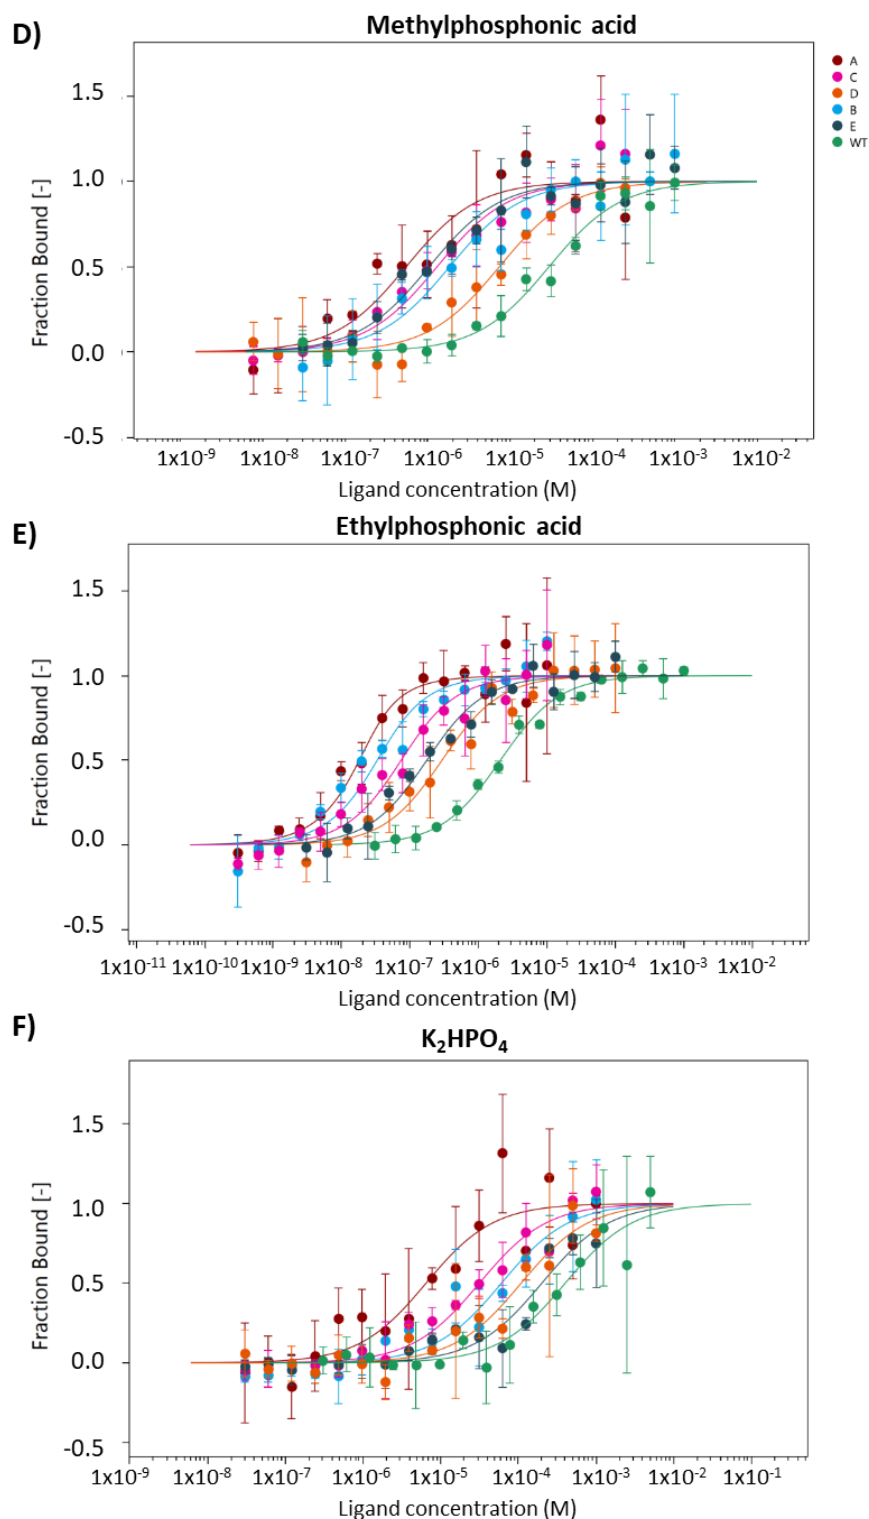 D)
Methylphosphonic acid
A
C
D
B
E
WT
1.5
1.0
0.5
0.0
-0.5
Fraction Bound [-]
1x10⁻⁹ 1x10⁻⁸ 1x10⁻⁷ 1x10⁻⁶ 1x10⁻⁵ 1x10⁻⁴ 1x10⁻³ 1x10⁻²
Ligand concentration (M)
E)
Ethylphosphonic acid
1.5
1.0
0.5
0.0
-0.5
Fraction Bound [-]
1x10⁻¹¹ 1x10⁻¹⁰ 1x10⁻⁹ 1x10⁻⁸ 1x10⁻⁷ 1x10⁻⁶ 1x10⁻⁵ 1x10⁻⁴ 1x10⁻³ 1x10⁻²
Ligand concentration (M)
F)
K₂HPO₄
1.5
1.0
0.5
0.0
-0.5
Fraction Bound [-]
1x10⁻⁹ 1x10⁻⁸ 1x10⁻⁷ 1x10⁻⁶ 1x10⁻⁵ 1x10⁻⁴ 1x10⁻³ 1x10⁻² 1x10⁻¹
Ligand concentration (M)